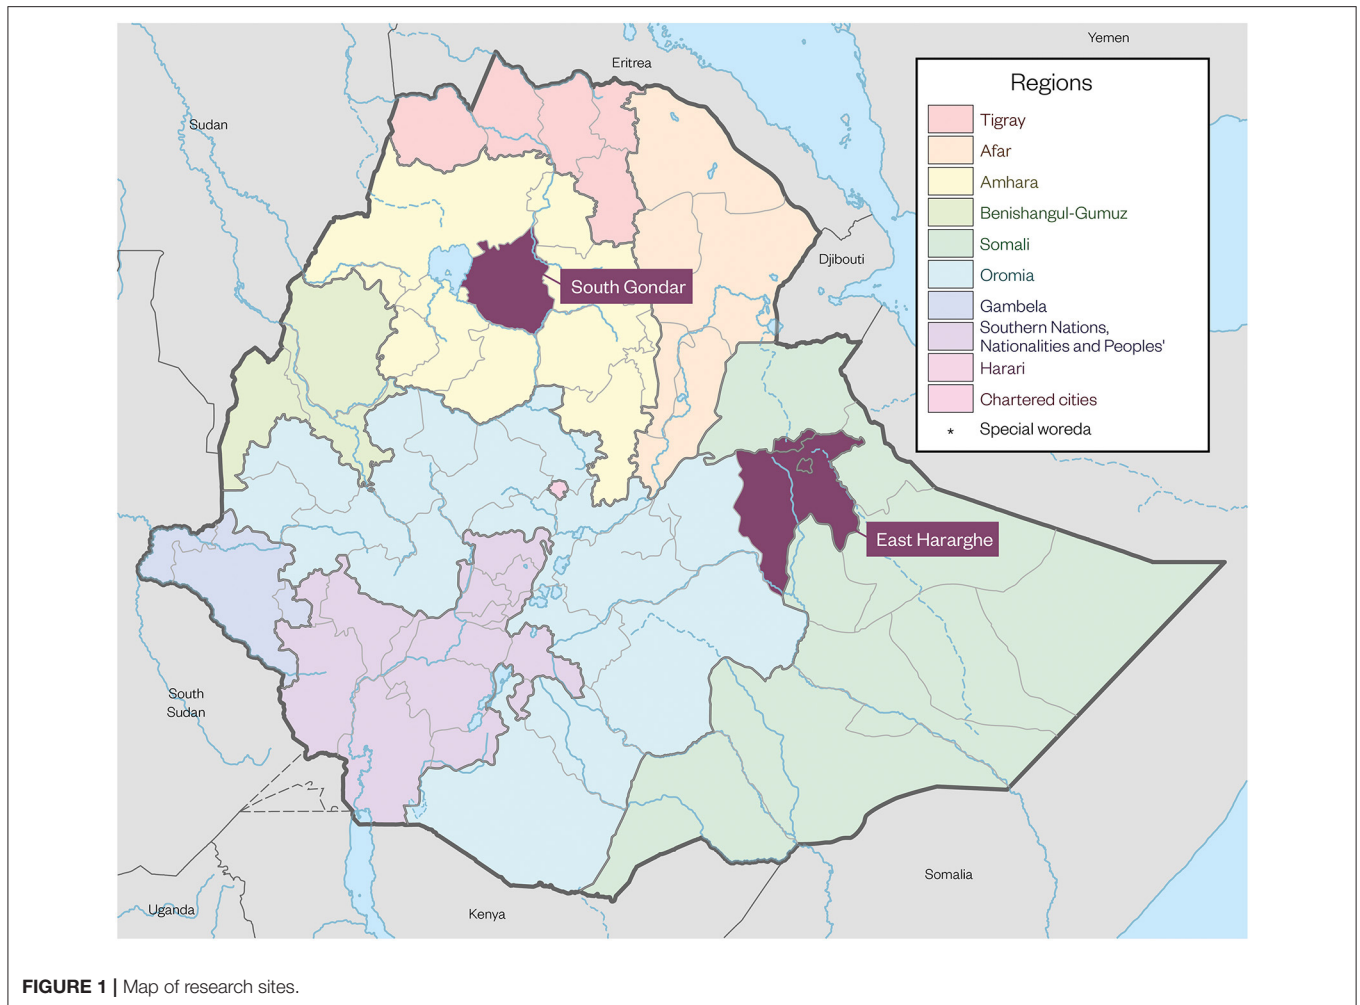 Yemen
Eritrea
Sudan
Regions
Tigray
Afar
Amhara
Benishangul-Gumuz
Somali
Oromia
Gambela
Southern Nations,
Nationalities and Peoples'
Harari
Chartered cities
* Special woreda
Djibouti
South Gondar
East Hararghe
South
Sudan
Somalia
Uganda
Kenya
FIGURE 1 | Map of research sites.